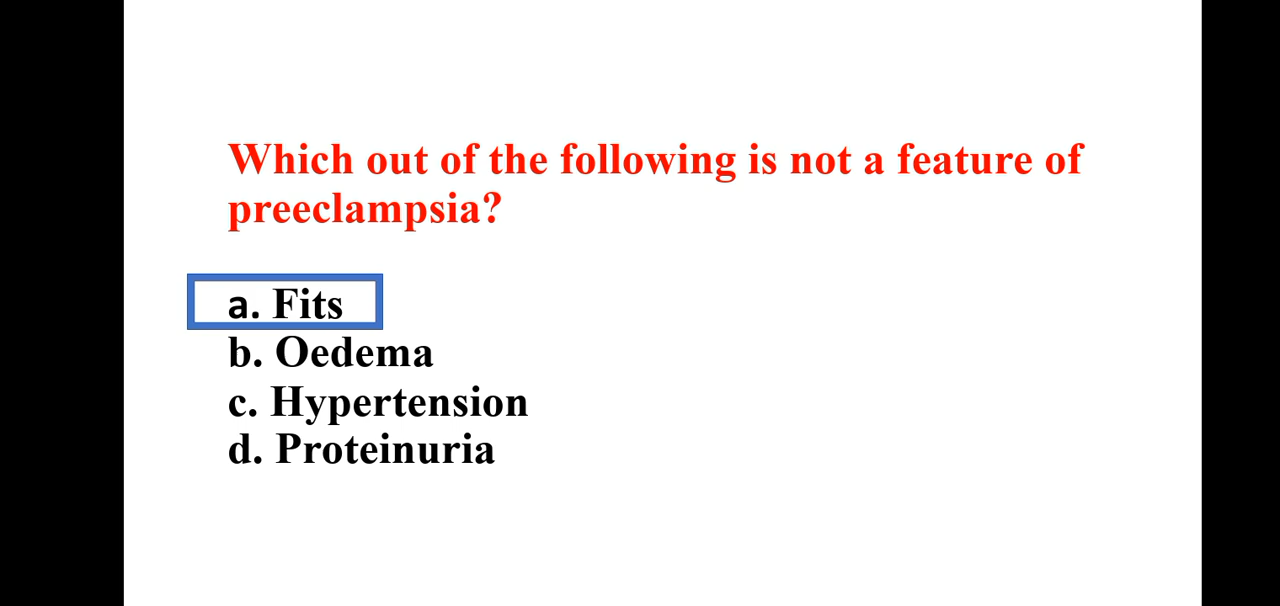 Which out of the following is not a feature of
preeclampsia?
a. Fits
b. Oedema
c. Hypertension
d. Proteinuria